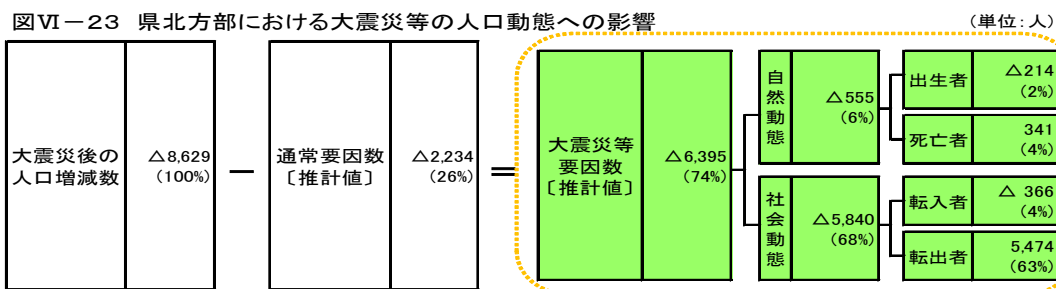 図Ⅵ－23 県北方部における大震災等の人口動態への影響
(単位：人)
大震災後の
人口増減数
△8,629
(100%)
－
通常要因数
〔推計値〕
△2,234
(26%)
＝
大震災等
要因数
〔推計値〕
△6,395
(74%)
自然動態
△555
(6%)
出生者
△214
(2%)
死亡者
341
(4%)
社会動態
△5,840
(68%)
転入者
△ 366
(4%)
転出者
5,474
(63%)